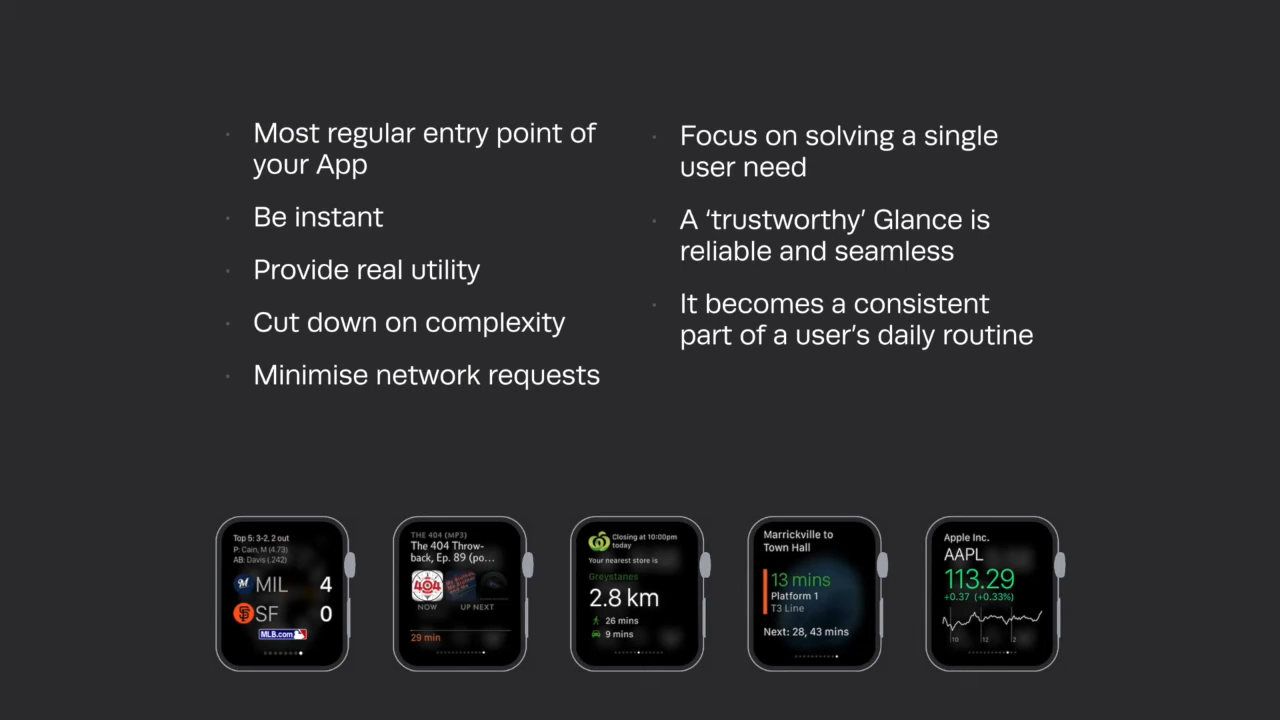 Most regular entry point of
your App
Be instant
Provide real utility
Cut down on complexity
Minimise network requests
Focus on solving a single
user need
A ‘trustworthy’ Glance is
reliable and seamless
It becomes a consistent
part of a user’s daily routine
Top 5: 3-2, 2 out
P: Cain, M (4.73)
AB: Davis (.242)
MIL 4
SF 0
MLB.com
THE 404 (MP3)
The 404 Throw-
back, Ep. 89 (po…
404
NOW UP NEXT
29 min
Closing at 10:00pm
today
Your nearest store is
Greystanes
2.8 km
26 mins
9 mins
Marrickville to
Town Hall
13 mins
Platform 1
T3 Line
Next: 28, 43 mins
Apple Inc.
AAPL
113.29
+0.37 (+0.33%)
10 12 2